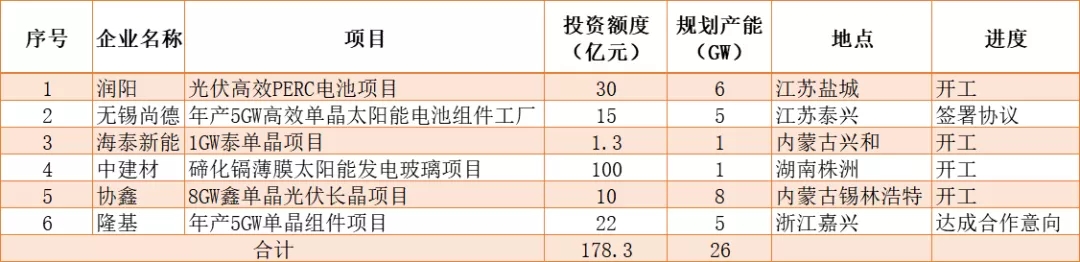 序号 企业名称 项目 投资额度（亿元） 规划产能（GW） 地点 进度
1 润阳 光伏高效PERC电池项目 30 6 江苏盐城 开工
2 无锡尚德 年产5GW高效单晶太阳能电池组件工厂 15 5 江苏泰兴 签署协议
3 海泰新能 1GW泰单晶项目 1.3 1 内蒙古兴和 开工
4 中建材 碲化镉薄膜太阳能发电玻璃项目 100 1 湖南株洲 开工
5 协鑫 8GW鑫单晶光伏长晶项目 10 8 内蒙古锡林浩特 开工
6 隆基 年产5GW单晶组件项目 22 5 浙江嘉兴 达成合作意向
合计 178.3 26